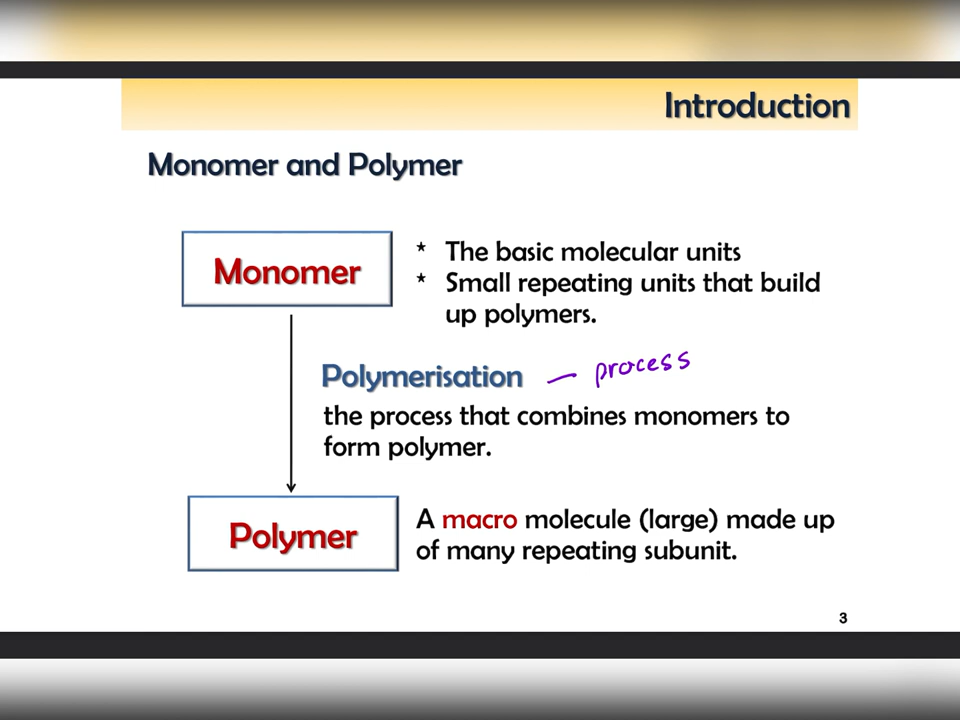 Introduction
Monomer and Polymer
Monomer
* The basic molecular units
* Small repeating units that build
up polymers.
Polymerisation — process
the process that combines monomers to
form polymer.
Polymer
A macro molecule (large) made up
of many repeating subunit.
3